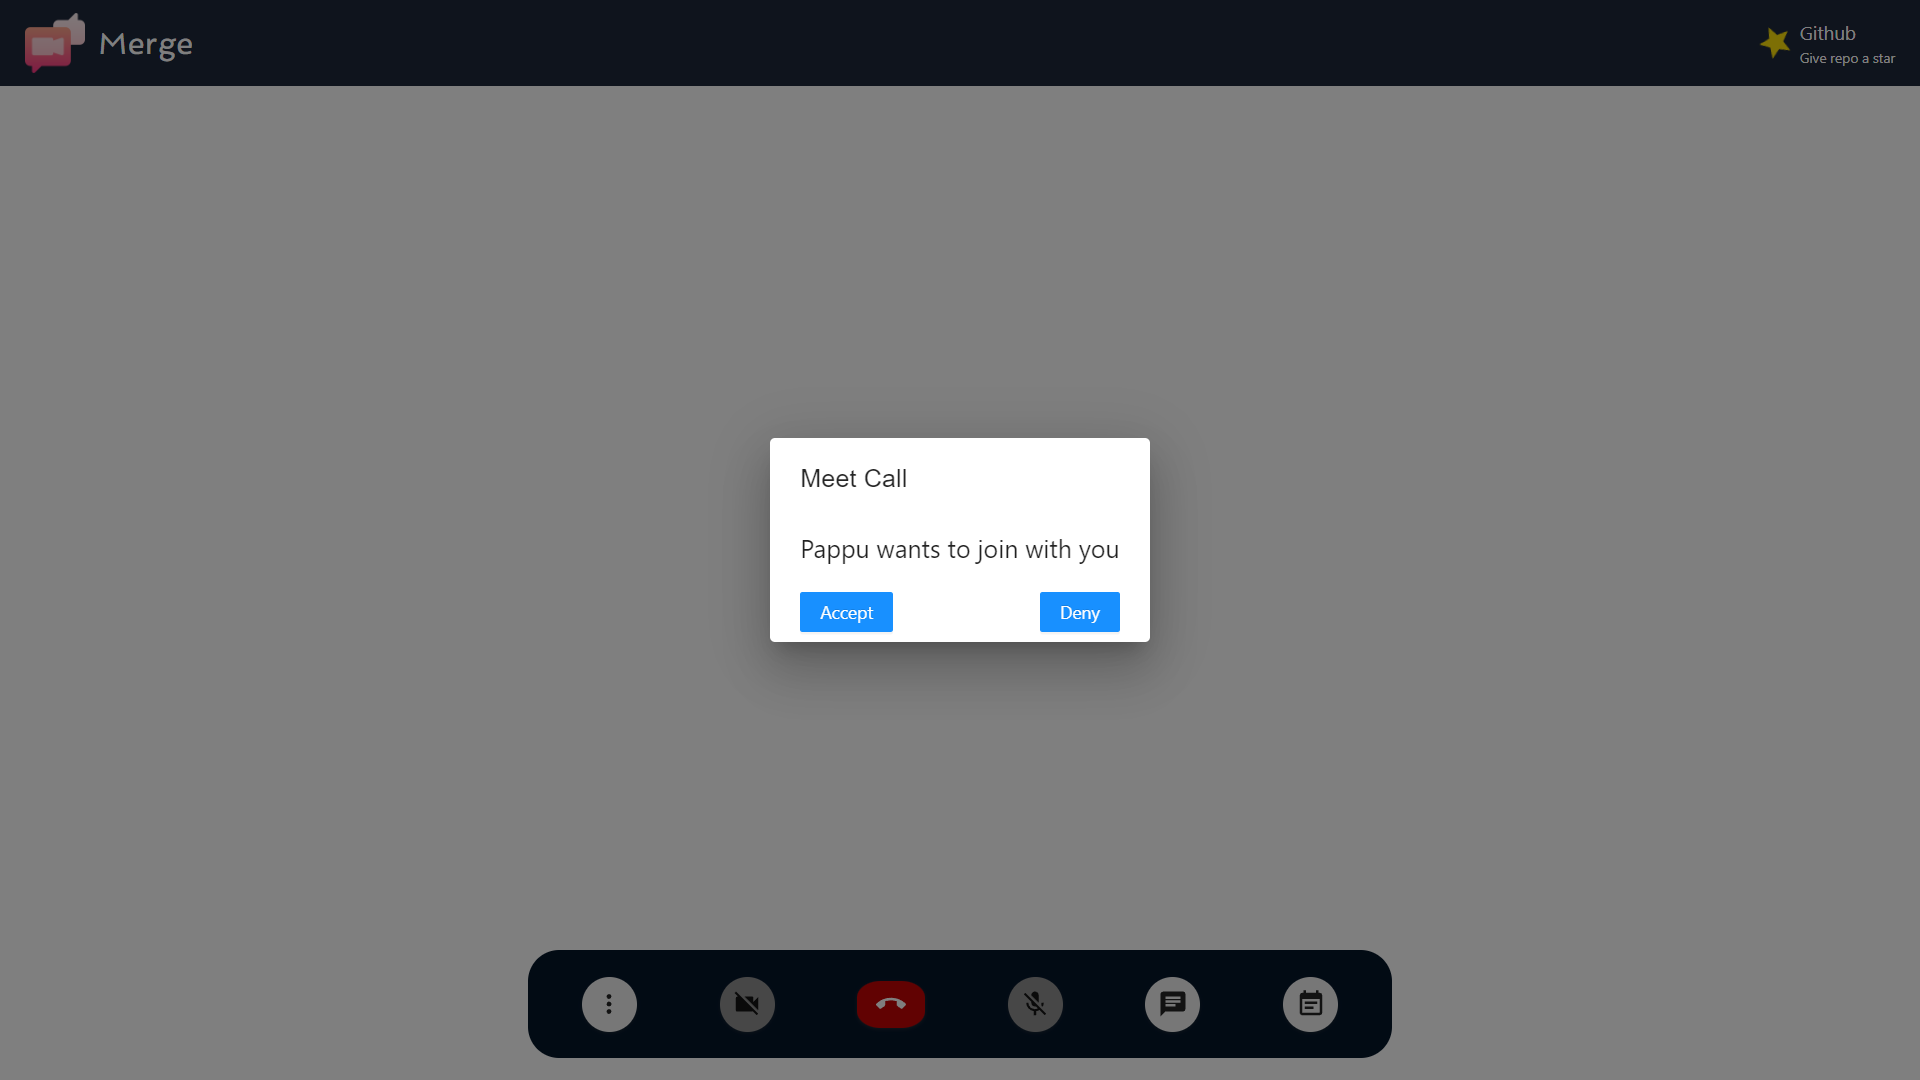 Merge
Github
Give repo a star
Meet Call
Pappu wants to join with you
Accept
Deny